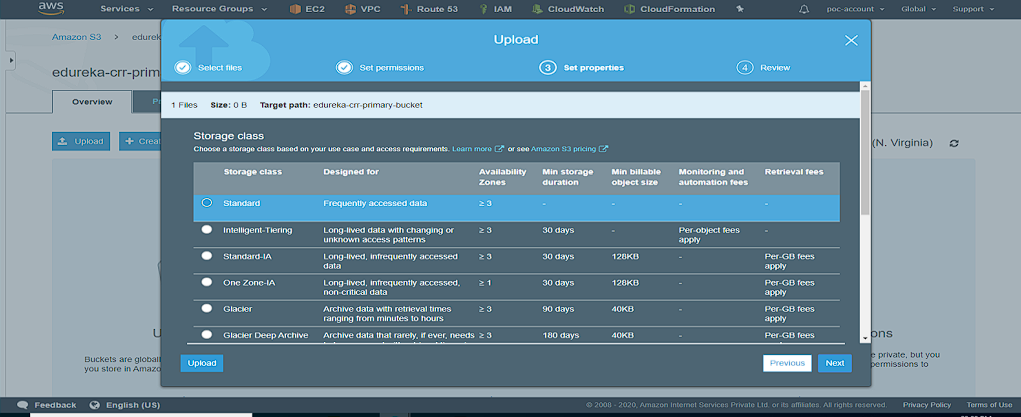 aws Services Resource Groups EC2 VPC Route 53 IAM CloudWatch CloudFormation poc-account Global Support
Amazon S3 > edurek
edureka-crr-prim
Overview
Upload
(N. Virginia)
Upload
Select files
Set permissions
3 Set properties
4 Review
1 Files Size: 0 B Target path: edureka-crr-primary-bucket
Storage class
Choose a storage class based on your use case and access requirements. Learn more or see Amazon S3 pricing
Storage class Designed for Availability Zones Min storage duration Min billable object size Monitoring and automation fees Retrieval fees
Standard Frequently accessed data ≥ 3 - - - -
Intelligent-Tiering Long-lived data with changing or unknown access patterns ≥ 3 30 days - Per-object fees apply -
Standard-IA Long-lived, infrequently accessed data ≥ 3 30 days 128KB - Per-GB fees apply
One Zone-IA Long-lived, infrequently accessed, non-critical data ≥ 1 30 days 128KB - Per-GB fees apply
Glacier Archive data with retrieval times ranging from minutes to hours ≥ 3 90 days 40KB - Per-GB fees apply
Glacier Deep Archive Archive data that rarely, if ever, needs ≥ 3 180 days 40KB - Per-GB fees apply
Upload Previous Next
Buckets are global
you store in Amazo
ons
e private, but you
permissions to
Feedback English (US) © 2008 - 2020, Amazon Internet Services Private Ltd. or its affiliates. All rights reserved. Privacy Policy Terms of Use